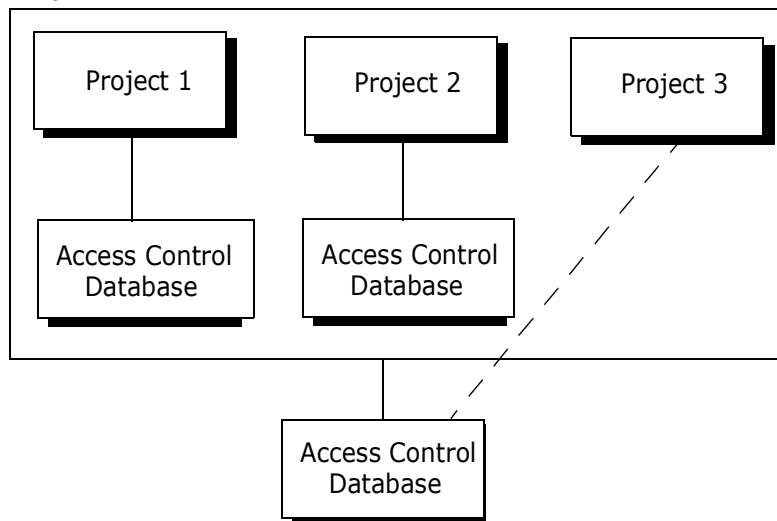 Project 1
Project 2
Project 3
Access Control
Database
Access Control
Database
Access Control
Database